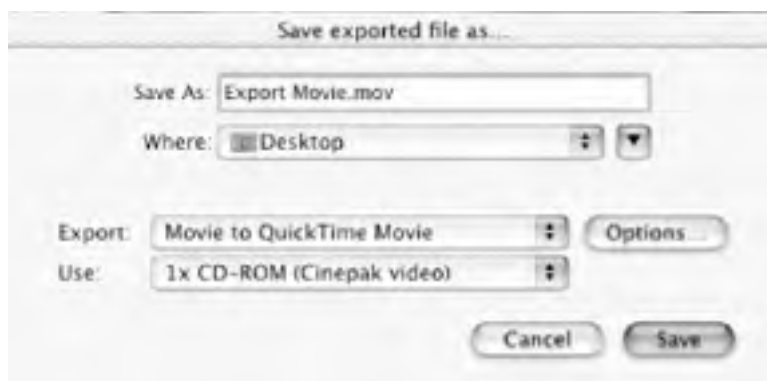 Save exported file as...
Save As: Export Movie.mov
Where: Desktop
Export: Movie to QuickTime Movie Options...
Use: 1x CD-ROM (Cinepak video)
Cancel Save